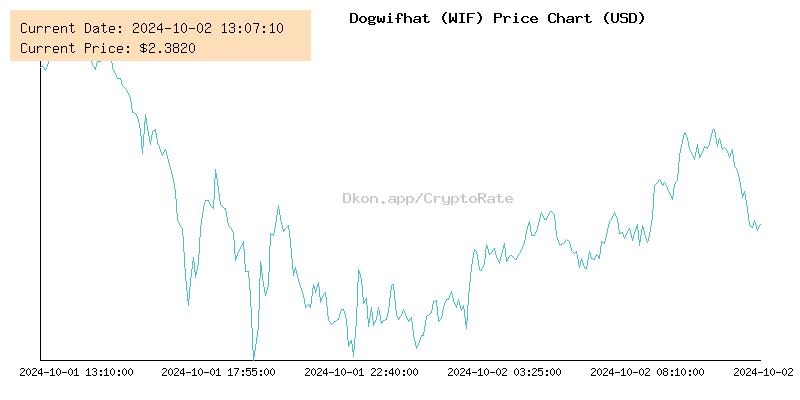 Dogwifhat (WIF) Price Chart (USD)
Current Date: 2024-10-02 13:07:10
Current Price: $2.3820
Dkon.app/CryptoRate
2024-10-01 13:10:00 2024-10-01 17:55:00 2024-10-01 22:40:00 2024-10-02 03:25:00 2024-10-02 08:10:00 2024-10-02